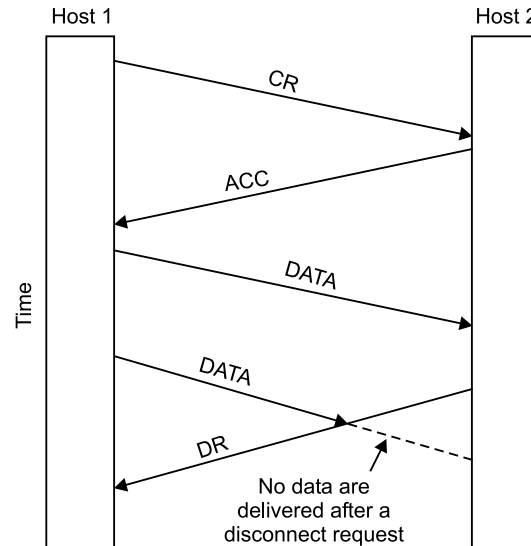 Host 1
Host 2
CR
ACC
DATA
Time
DATA
DR
No data are
delivered after a
disconnect request